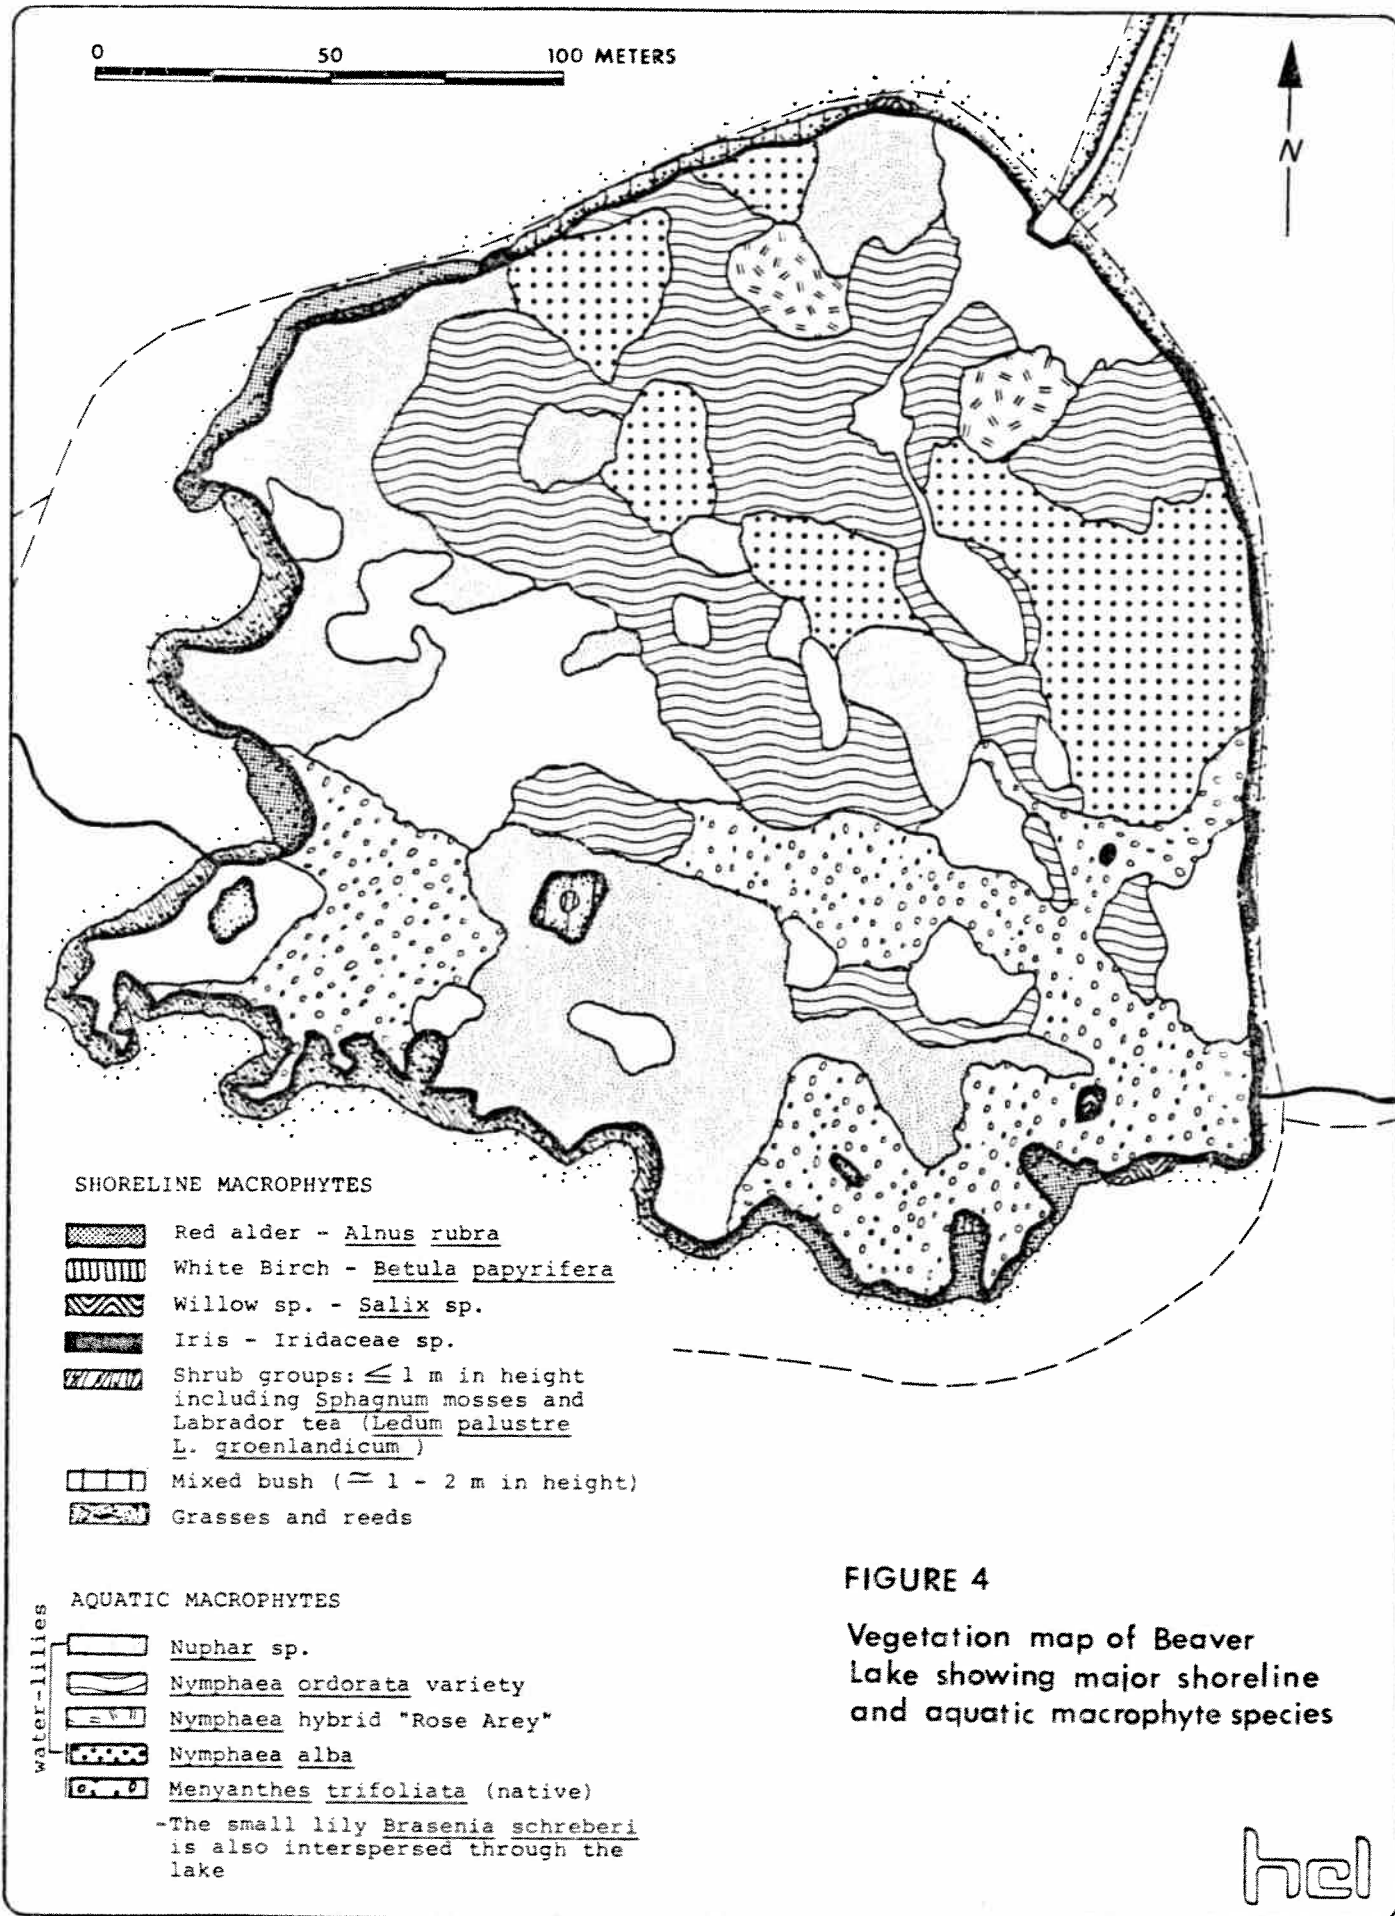 0 50 100 METERS
N
SHORELINE MACROPHYTES
Red alder - Alnus rubra
White Birch - Betula papyrifera
Willow sp. - Salix sp.
Iris - Iridaceae sp.
Shrub groups: ≤ 1 m in height
including Sphagnum mosses and
Labrador tea (Ledum palustre
L. groenlandicum )
Mixed bush (≃ 1 - 2 m in height)
Grasses and reeds
AQUATIC MACROPHYTES
water-lilies
Nuphar sp.
Nymphaea ordorata variety
Nymphaea hybrid "Rose Arey"
Nymphaea alba
Menyanthes trifoliata (native)
-The small lily Brasenia schreberi
is also interspersed through the
lake
FIGURE 4
Vegetation map of Beaver
Lake showing major shoreline
and aquatic macrophyte species
hcl